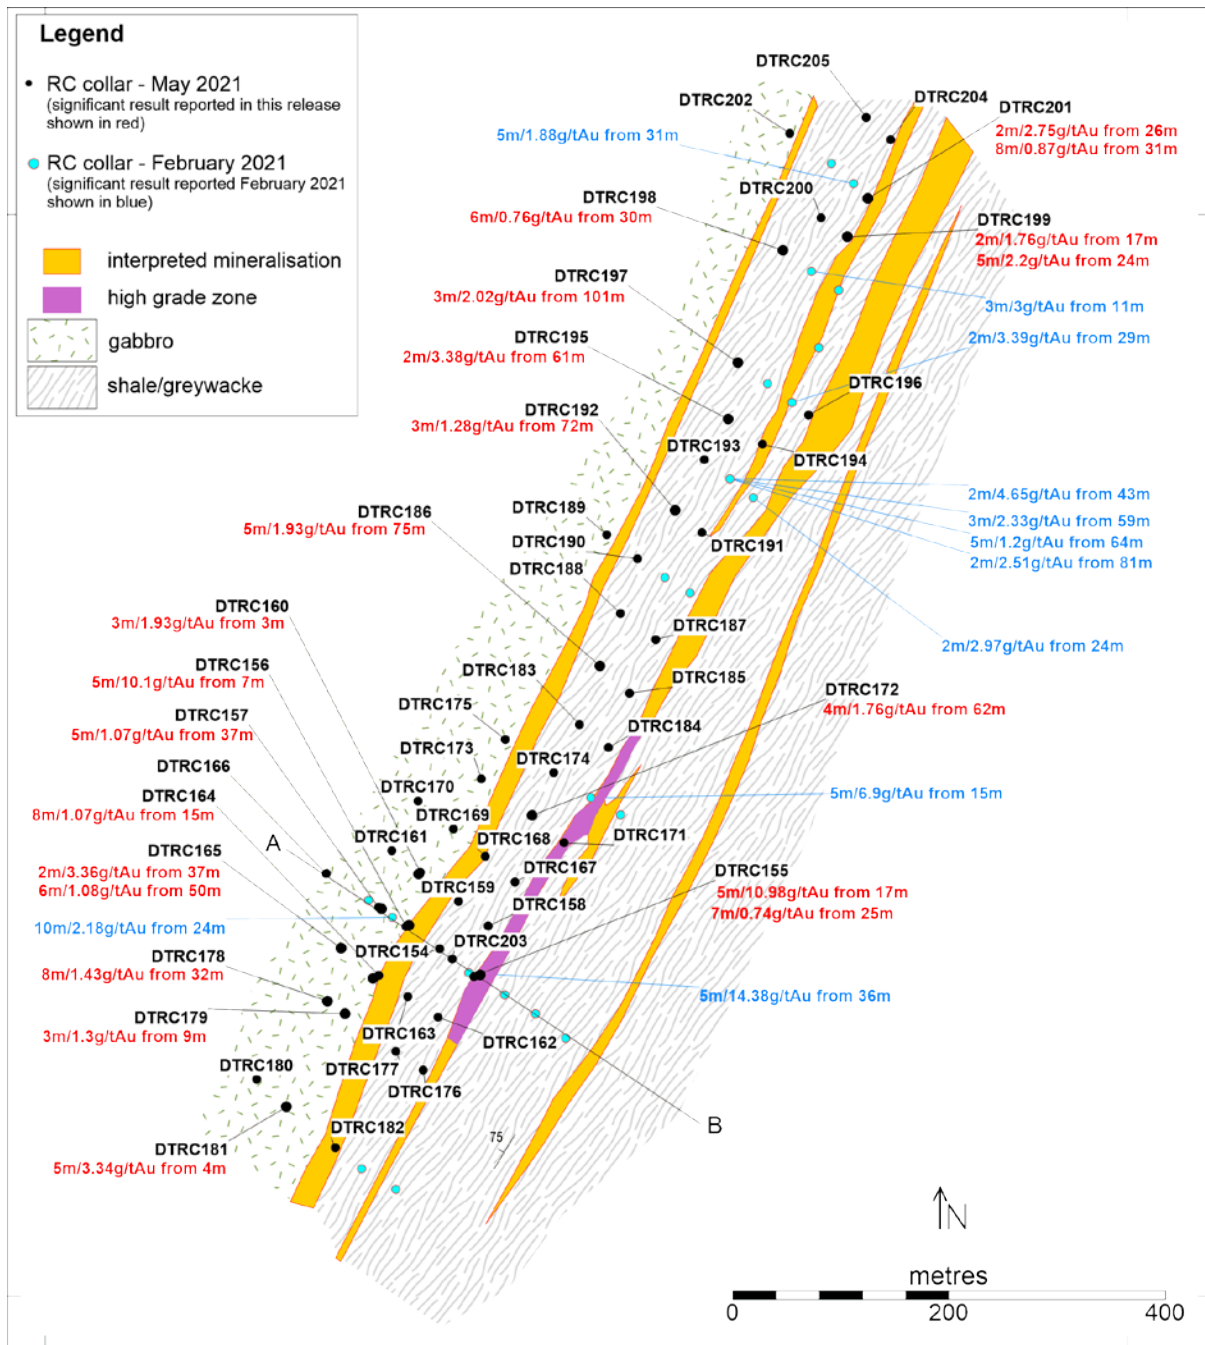 Legend
RC collar - May 2021
(significant result reported in this release
shown in red)
RC collar - February 2021
(significant result reported February 2021
shown in blue)
interpreted mineralisation
high grade zone
gabbro
shale/greywacke
DTRC205
DTRC202
DTRC204
DTRC201
2m/2.75g/tAu from 26m
8m/0.87g/tAu from 31m
5m/1.88g/tAu from 31m
DTRC200
DTRC198
6m/0.76g/tAu from 30m
DTRC199
2m/1.76g/tAu from 17m
5m/2.2g/tAu from 24m
DTRC197
3m/2.02g/tAu from 101m
3m/3g/tAu from 11m
DTRC195
2m/3.38g/tAu from 61m
2m/3.39g/tAu from 29m
DTRC196
DTRC192
3m/1.28g/tAu from 72m
DTRC193
DTRC194
2m/4.65g/tAu from 43m
3m/2.33g/tAu from 59m
5m/1.2g/tAu from 64m
2m/2.51g/tAu from 81m
DTRC186
5m/1.93g/tAu from 75m
DTRC189
DTRC190
DTRC191
DTRC188
DTRC160
3m/1.93g/tAu from 3m
DTRC187
2m/2.97g/tAu from 24m
DTRC156
5m/10.1g/tAu from 7m
DTRC183
DTRC185
DTRC172
4m/1.76g/tAu from 62m
DTRC157
5m/1.07g/tAu from 37m
DTRC175
DTRC184
DTRC166
DTRC173
DTRC174
DTRC164
8m/1.07g/tAu from 15m
DTRC170
DTRC169
5m/6.9g/tAu from 15m
A
DTRC161
DTRC168
DTRC171
DTRC165
2m/3.36g/tAu from 37m
6m/1.08g/tAu from 50m
DTRC167
DTRC155
5m/10.98g/tAu from 17m
7m/0.74g/tAu from 25m
DTRC159
DTRC158
10m/2.18g/tAu from 24m
DTRC154
DTRC203
DTRC178
8m/1.43g/tAu from 32m
5m/14.38g/tAu from 36m
DTRC179
3m/1.3g/tAu from 9m
DTRC163
DTRC162
DTRC180
DTRC177
DTRC176
DTRC182
B
75
DTRC181
5m/3.34g/tAu from 4m
N
metres
0
200
400